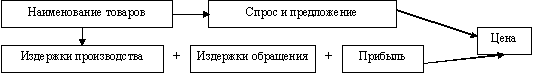 Наименование товаров
Спрос и предложение
Цена
Издержки производства + Издержки обращения + Прибыль